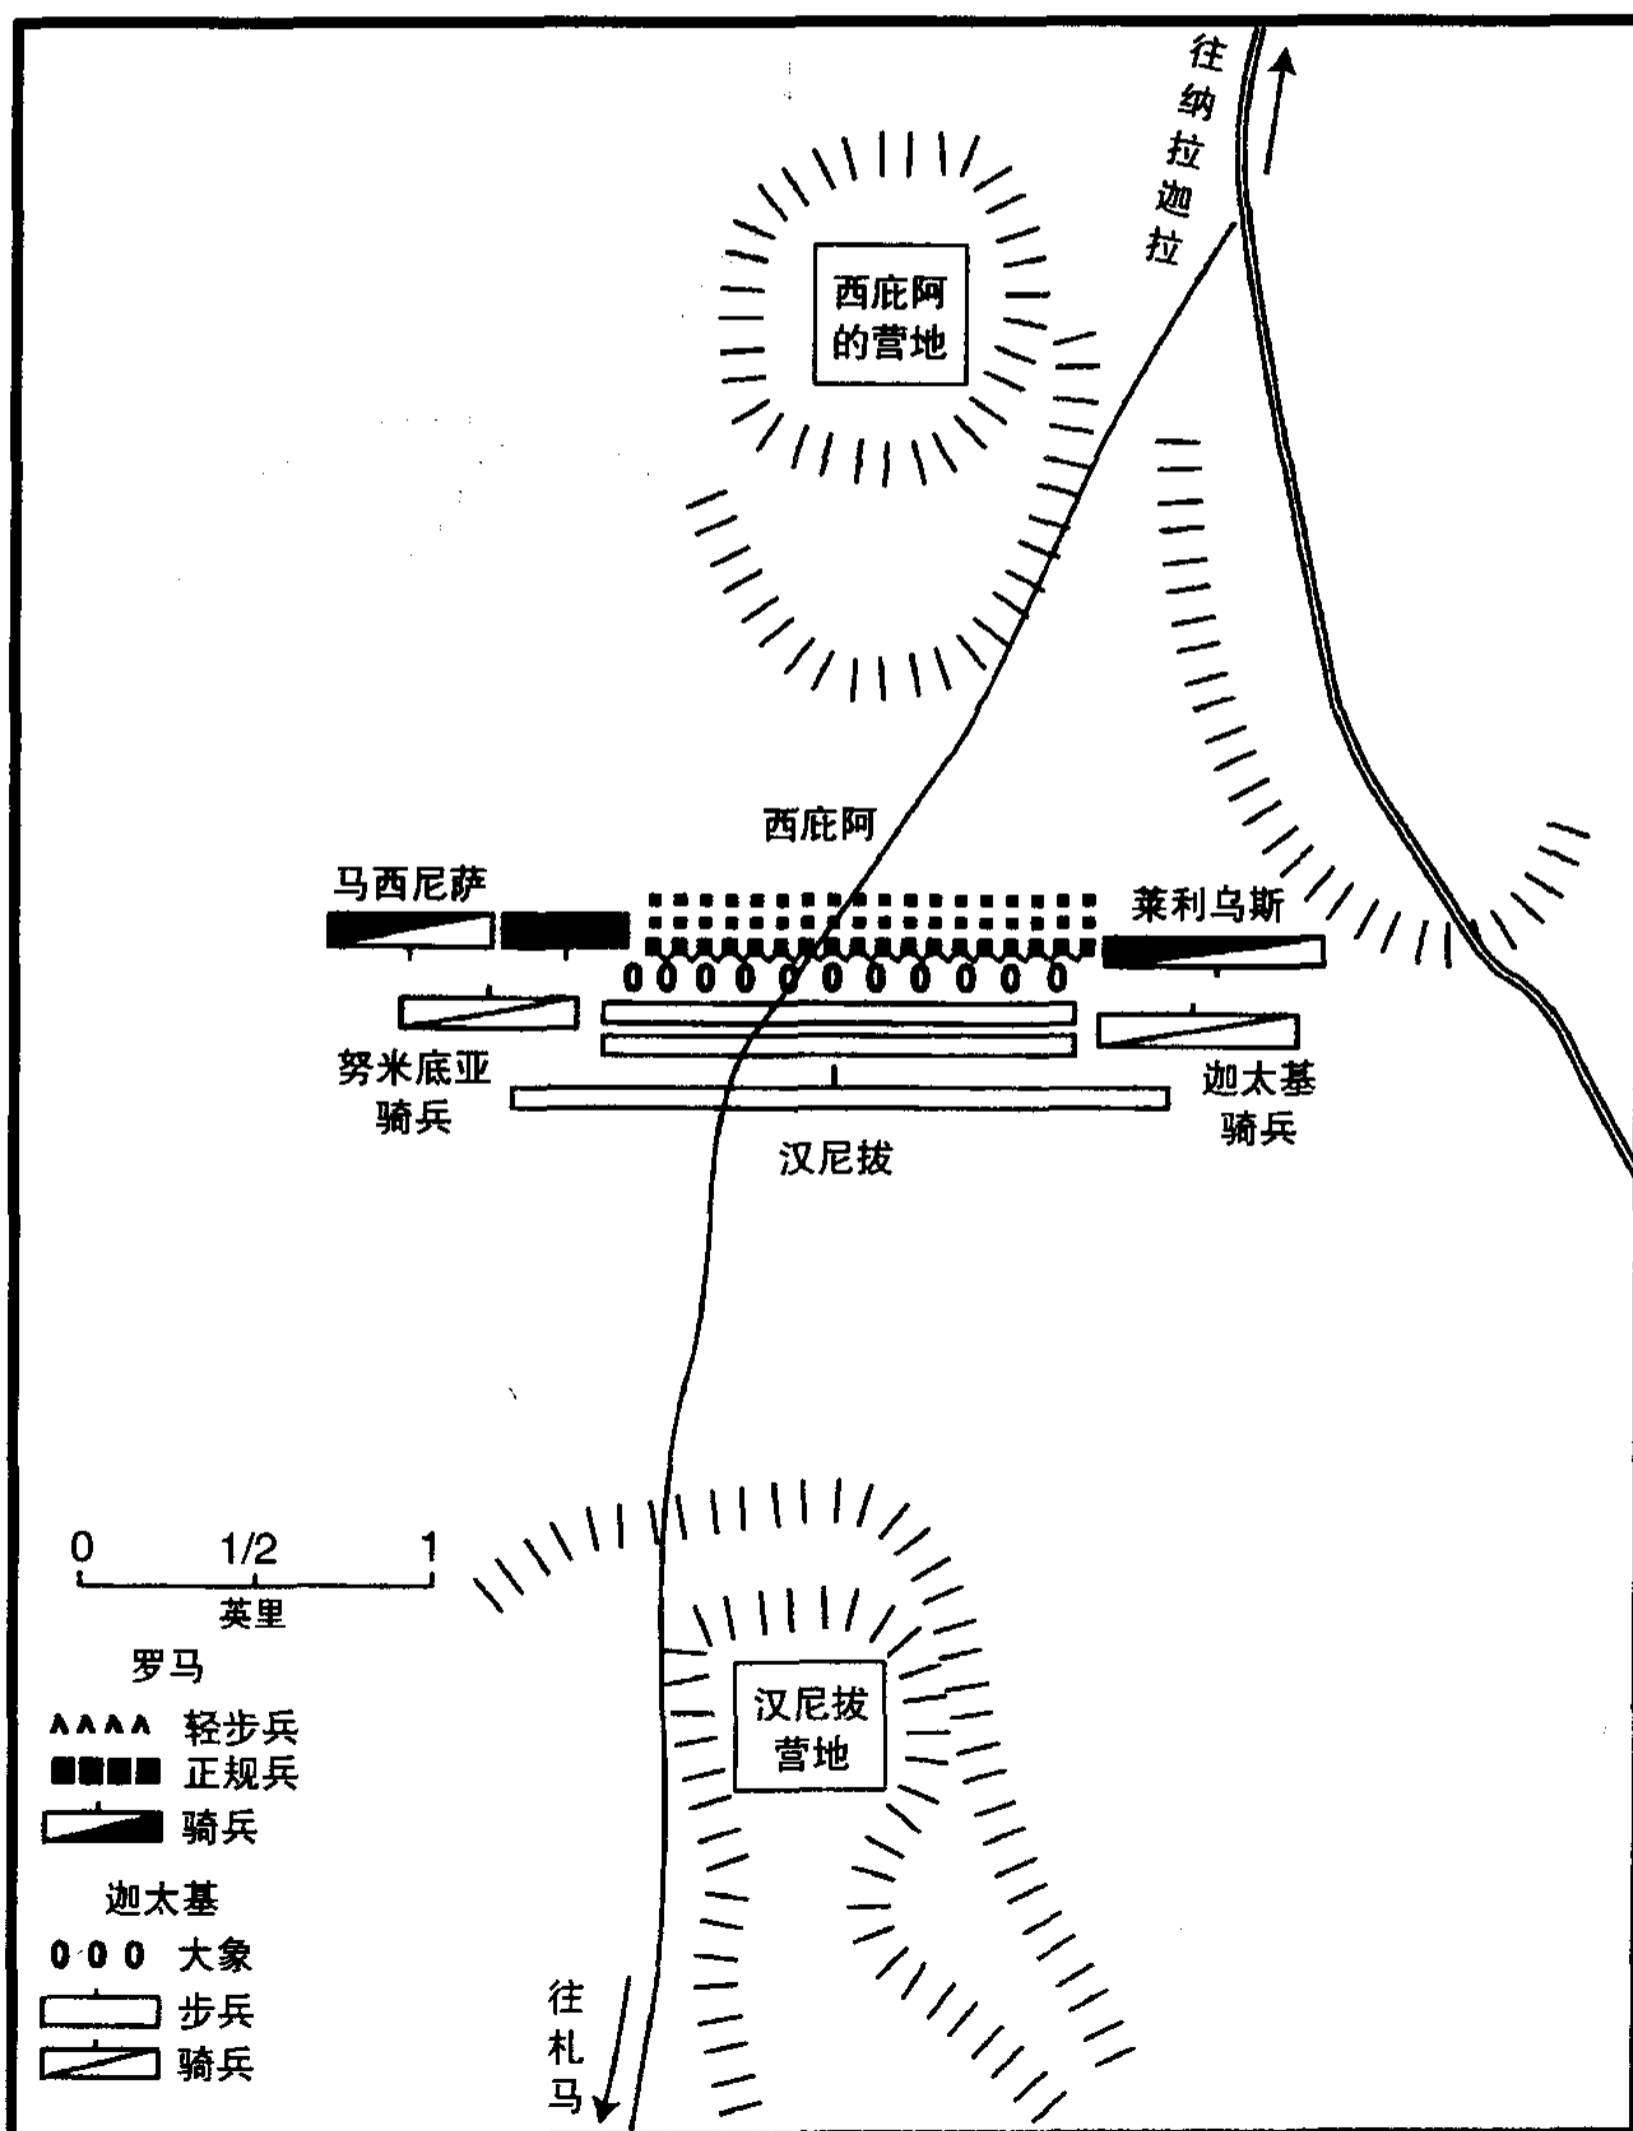 往纳拉迦拉
西庇阿
的营地
西庇阿
马西尼萨
莱利乌斯
努米底亚
骑兵
迦太基
骑兵
汉尼拔
0 1/2 1
英里
罗马
轻步兵
正规兵
骑兵
迦太基
大象
步兵
骑兵
汉尼拔
营地
往札马